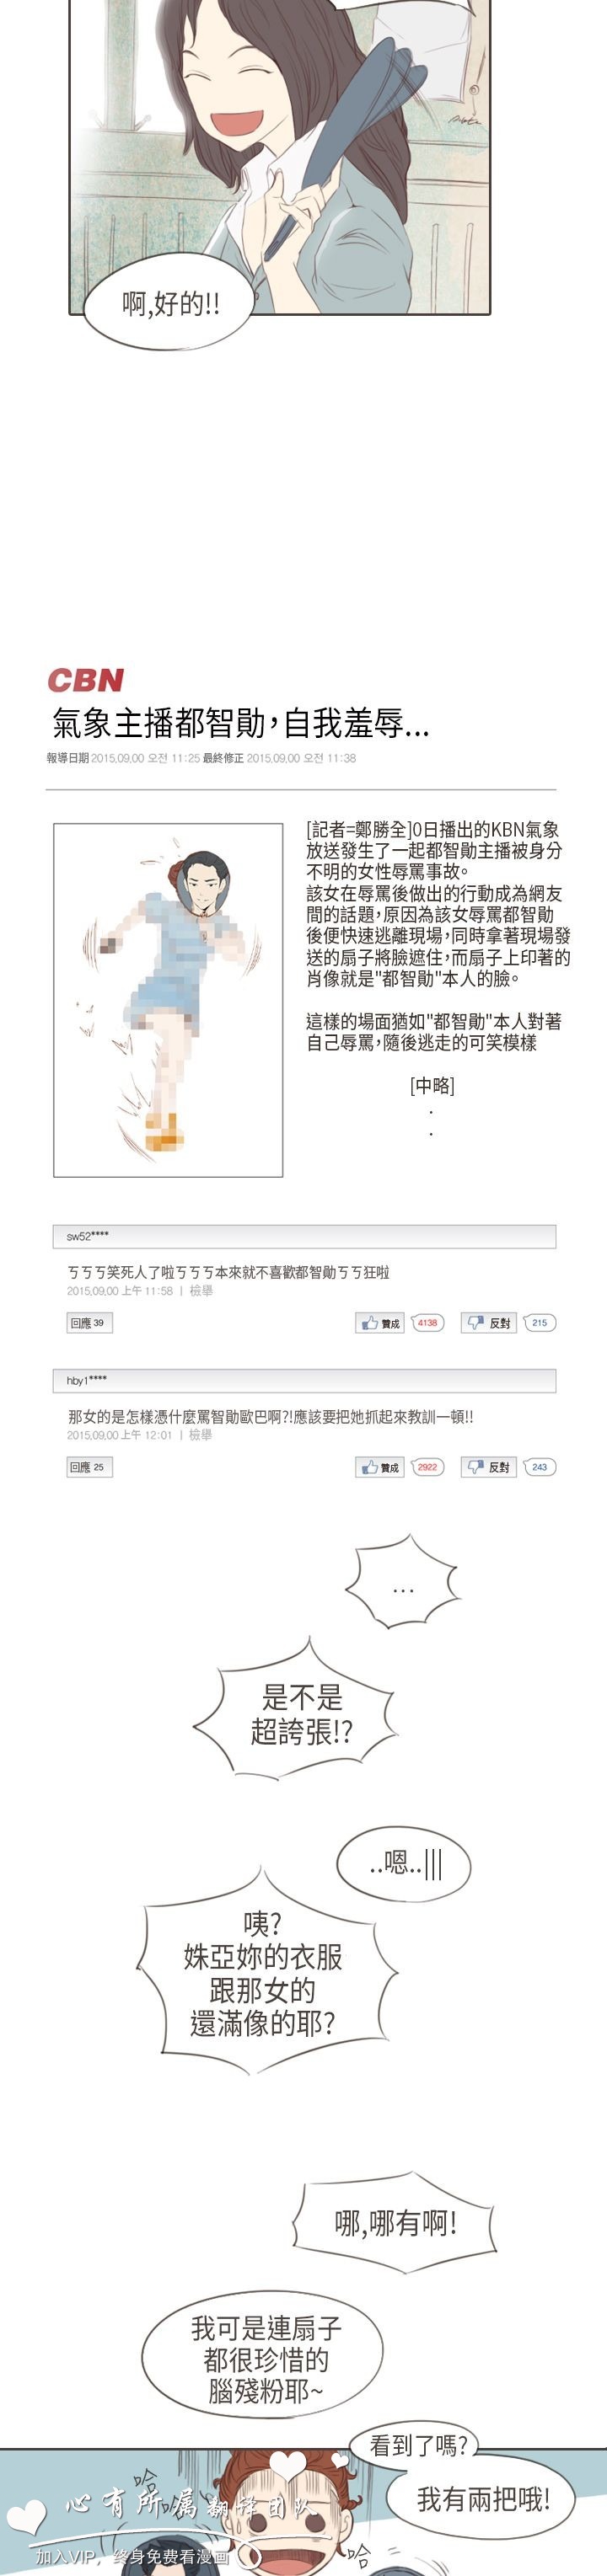 啊,好的!!
CBN
氣象主播都智勛,自我羞辱...
報導日期 2015.09.00 오전 11:25 最終修正 2015.09.00 오전 11:38
[記者=鄭勝全]0日播出的KBN氣象
放送發生了一起都智勛主播被身分
不明的女性辱罵事故。
該女在辱罵後做出的行動成為網友
間的話題,原因為該女辱罵都智勛
後便快速逃離現場,同時拿著現場發
送的扇子將臉遮住,而扇子上印著的
肖像就是"都智勛"本人的臉。
這樣的場面猶如"都智勛"本人對著
自己辱罵,隨後逃走的可笑模樣
[中略]
.
.
sw52****
ㄎㄎㄎ笑死人了啦ㄎㄎㄎ本來就不喜歡都智勛ㄎㄎ狂啦
2015.09.00 上午 11:58 | 檢舉
回應 39 贊成 4138 反對 215
hby1****
那女的是怎樣憑什麼罵智勛歐巴啊?!應該要把她抓起來教訓一頓!!
2015.09.00 上午 12:01 | 檢舉
回應 25 贊成 2922 反對 243
...
是不是
超誇張!?
..嗯..|||
咦?
姝亞妳的衣服
跟那女的
還滿像的耶?
哪,哪有啊!
我可是連扇子
都很珍惜的
腦殘粉耶~
看到了嗎?
我有兩把哦!
哈
哈
心有所属翻译团队
加入VIP，终身免费看漫画
哈